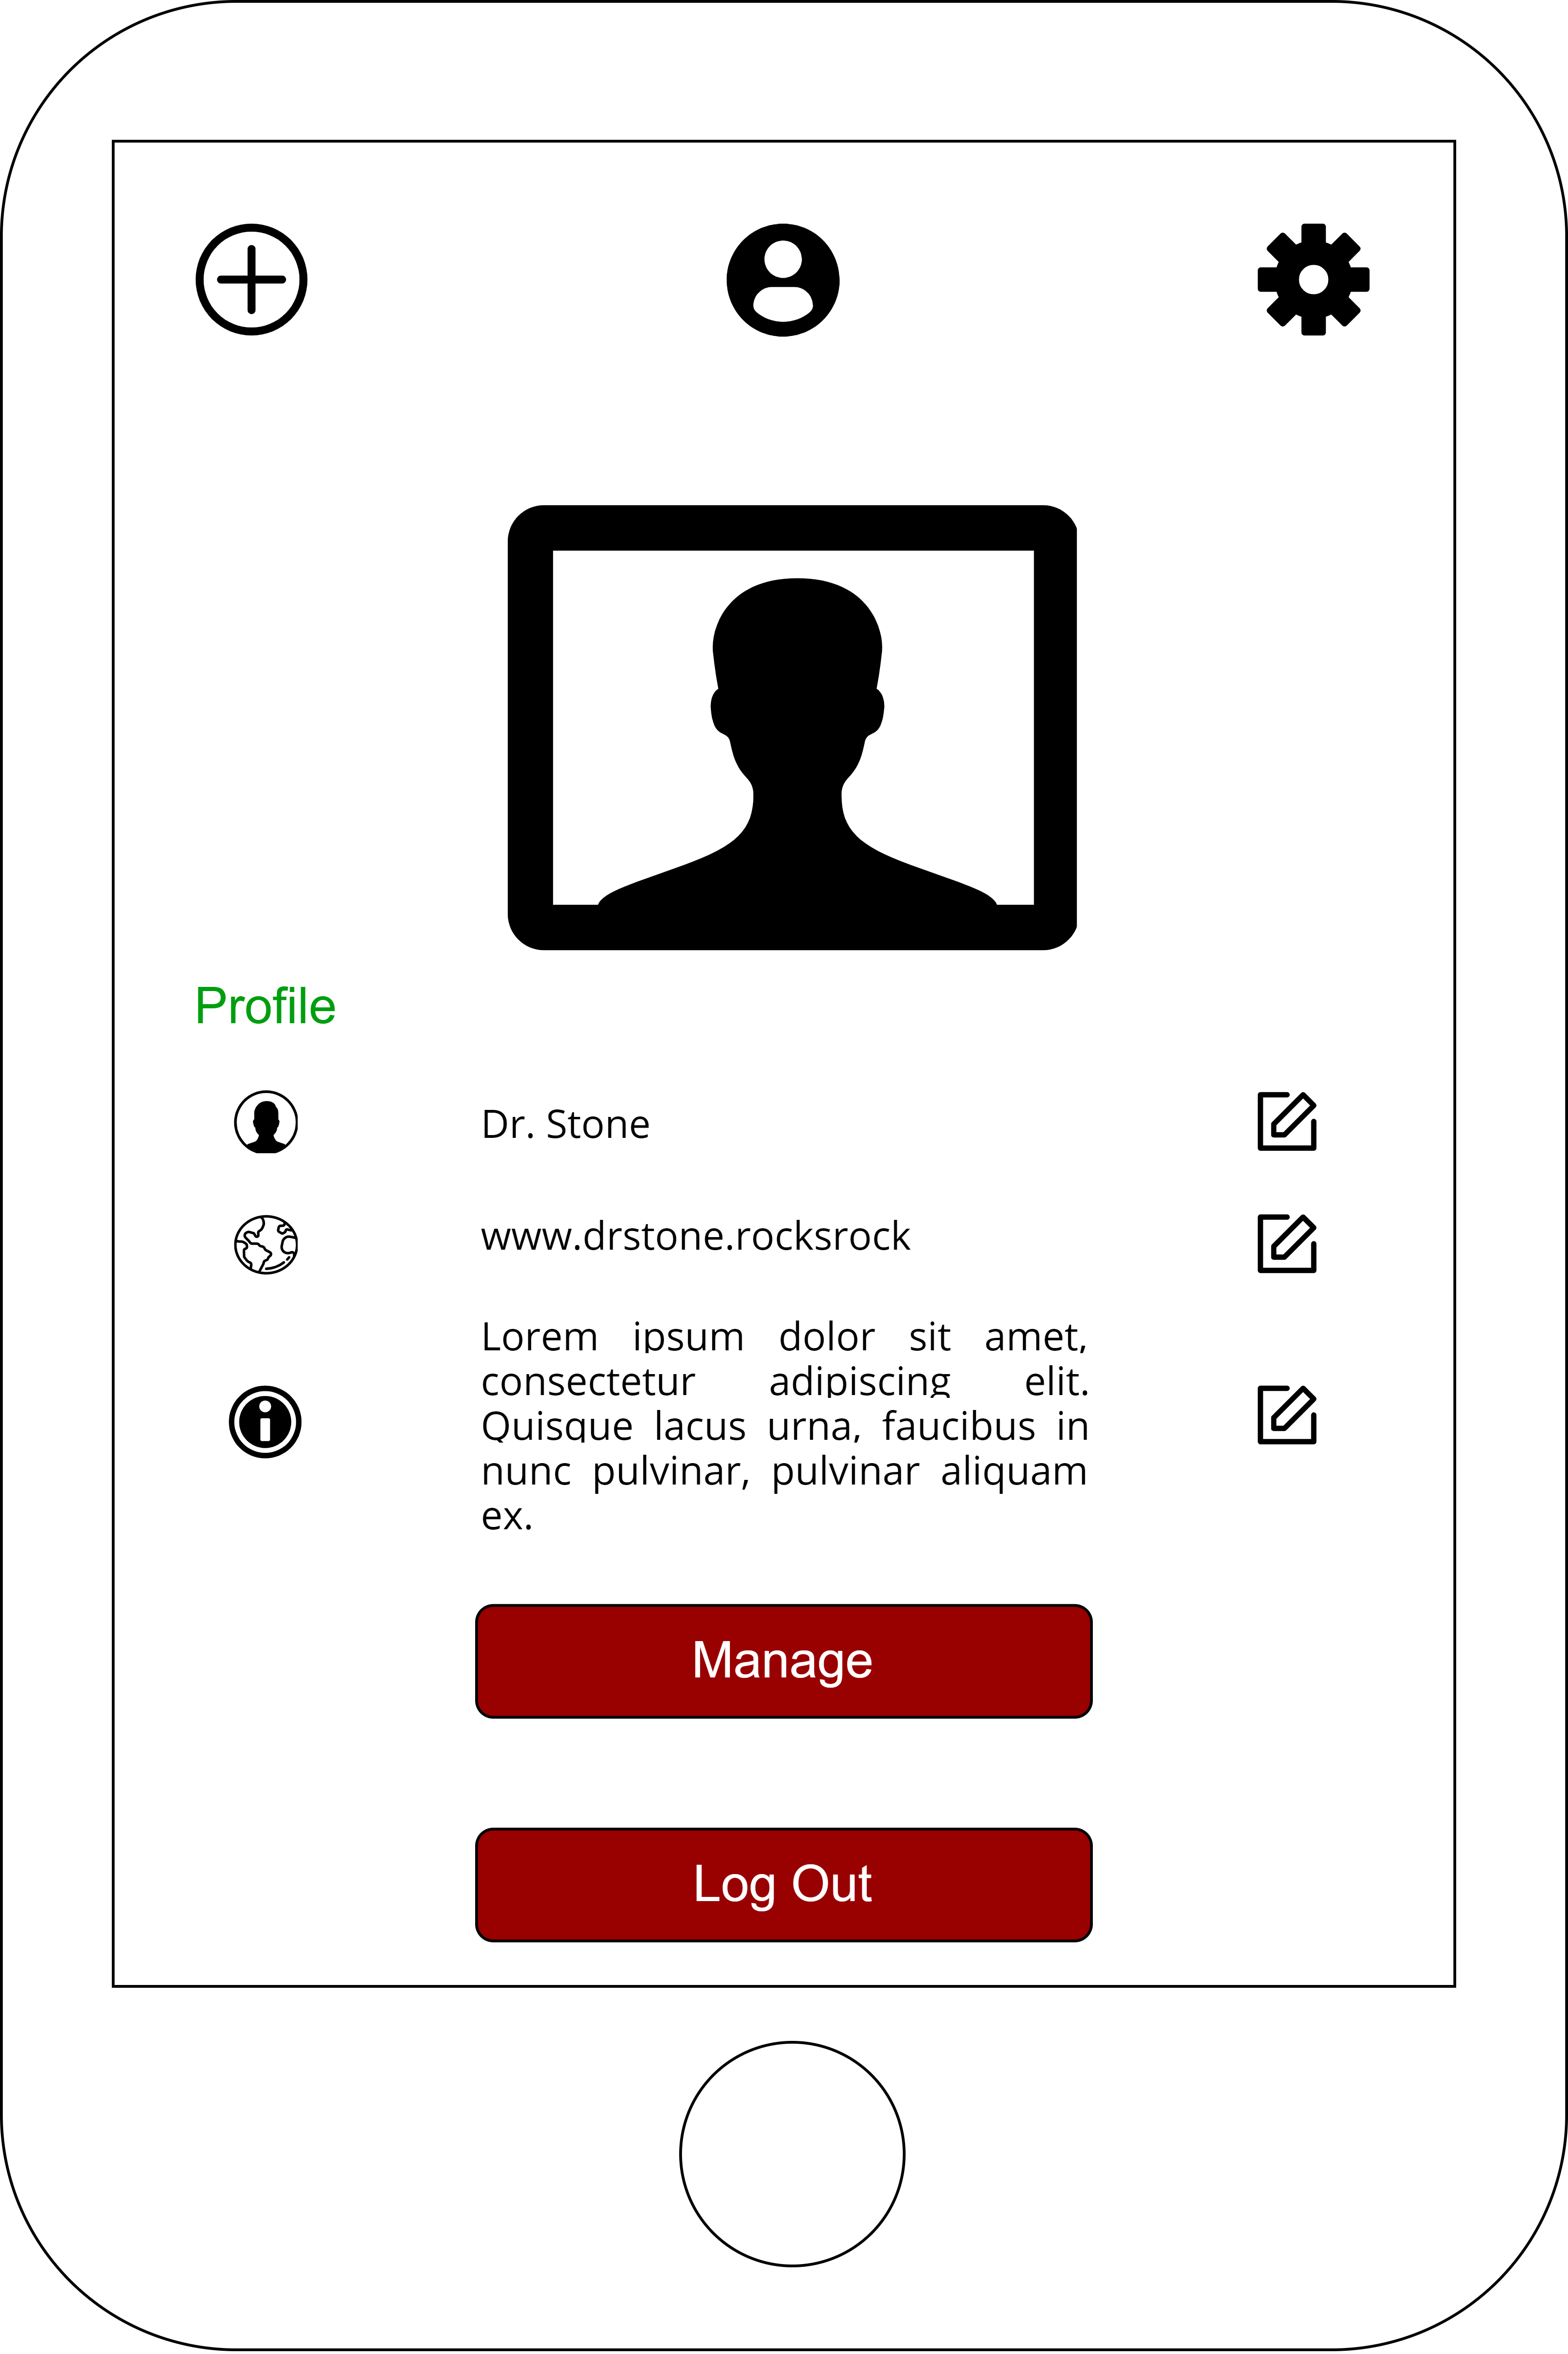 Profile
Dr. Stone
www.drstone.rocksrock
Lorem ipsum dolor sit amet,
consectetur adipiscing elit.
Quisque lacus urna, faucibus in
nunc pulvinar, pulvinar aliquam
ex.
Manage
Log Out